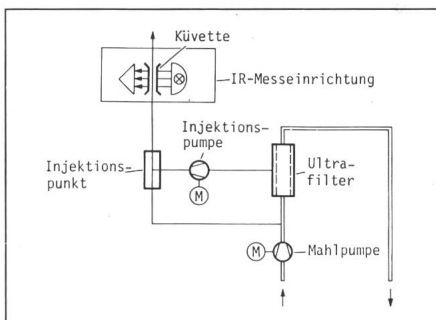 Küvette
IR-Messeinrichtung
Injektions-
pumpe
Injektions-
punkt
M
Ultra-
filter
M
Mahlpumpe